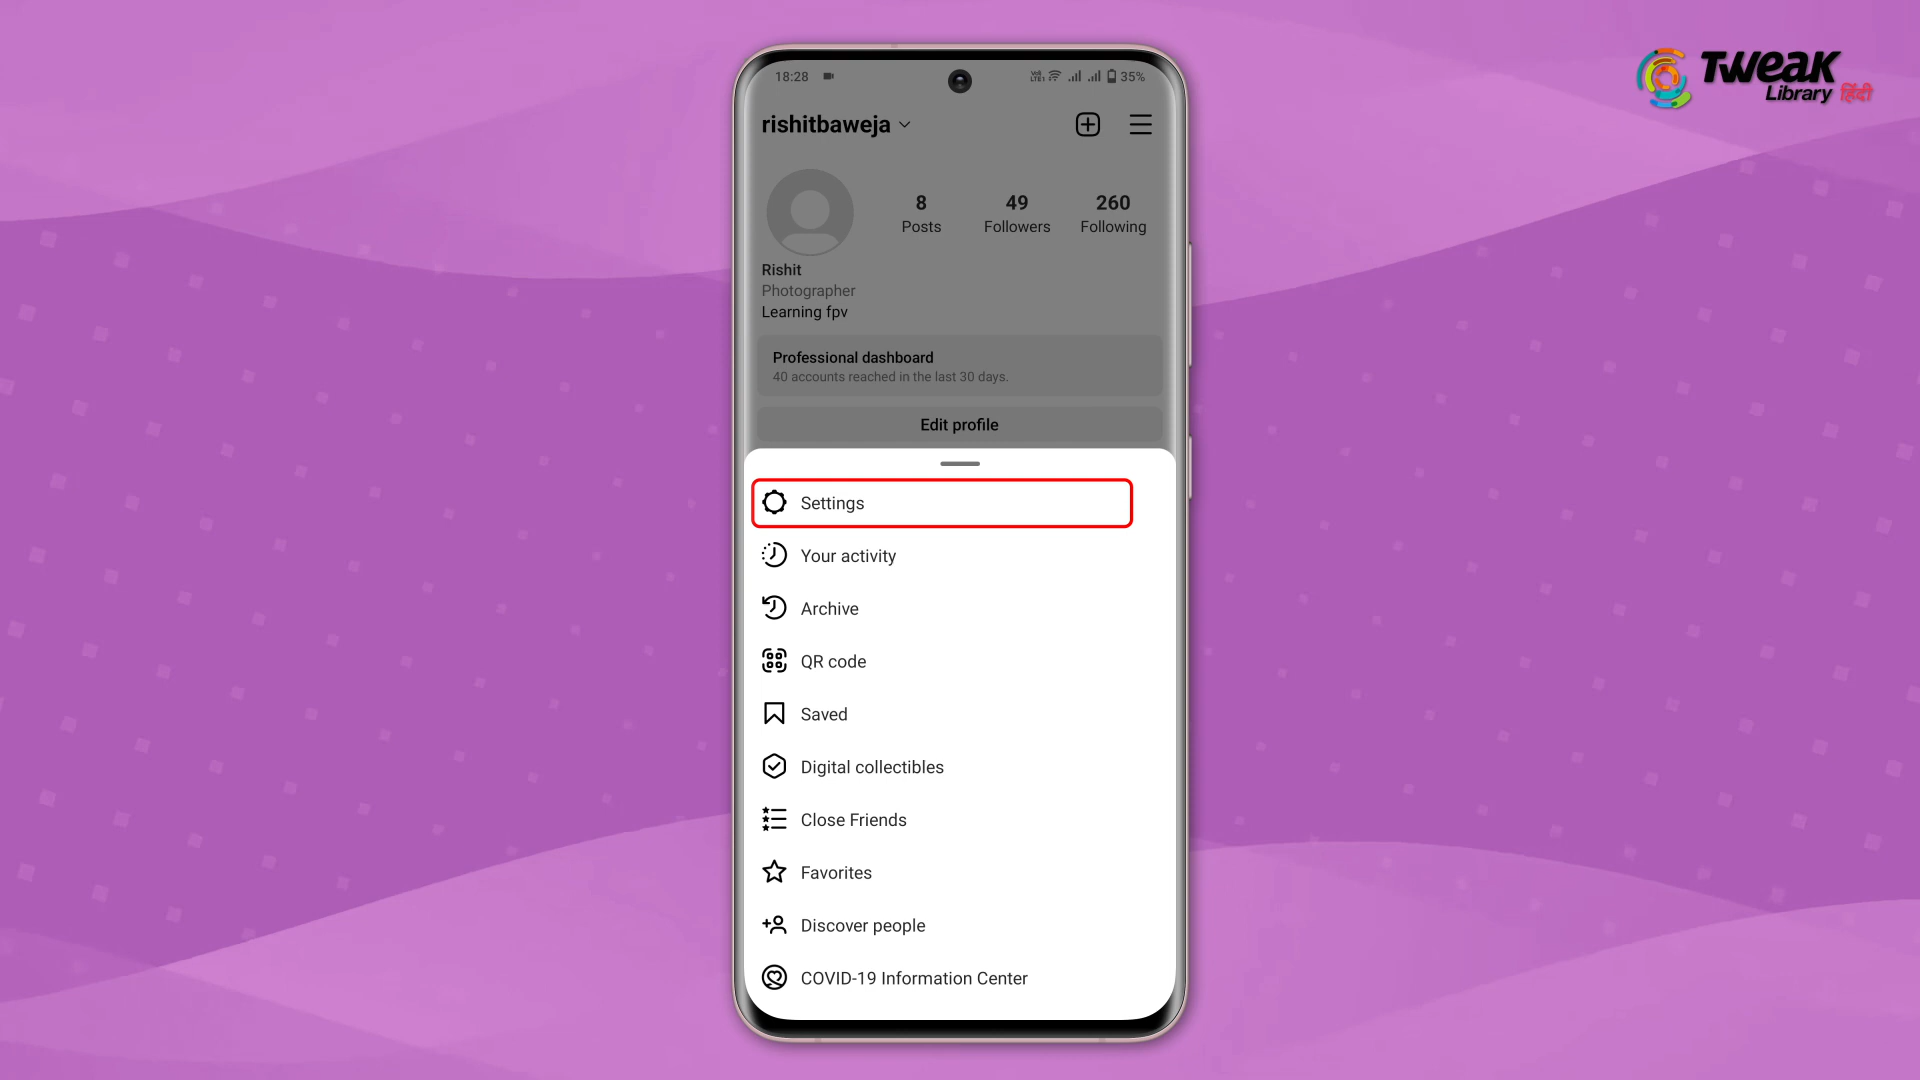 TWeaK
Library हिंदी
18:28
35%
rishitbaweja
8 49 260
Posts Followers Following
Rishit
Photographer
Learning fpv
Professional dashboard
40 accounts reached in the last 30 days.
Edit profile
Settings
Your activity
Archive
QR code
Saved
Digital collectibles
Close Friends
Favorites
Discover people
COVID-19 Information Center